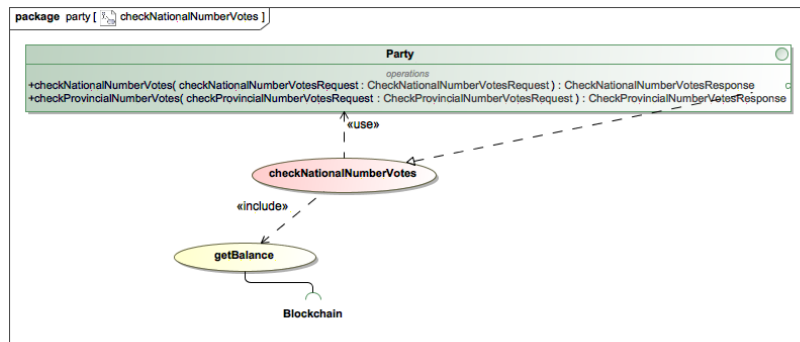 package party [ checkNationalNumberVotes ]
Party
operations
+checkNationalNumberVotes( checkNationalNumberVotesRequest : CheckNationalNumberVotesRequest ) : CheckNationalNumberVotesResponse
+checkProvincialNumberVotes( checkProvincialNumberVotesRequest : CheckProvincialNumberVotesRequest ) : CheckProvincialNumberVotesResponse
«use»
checkNationalNumberVotes
«include»
getBalance
Blockchain